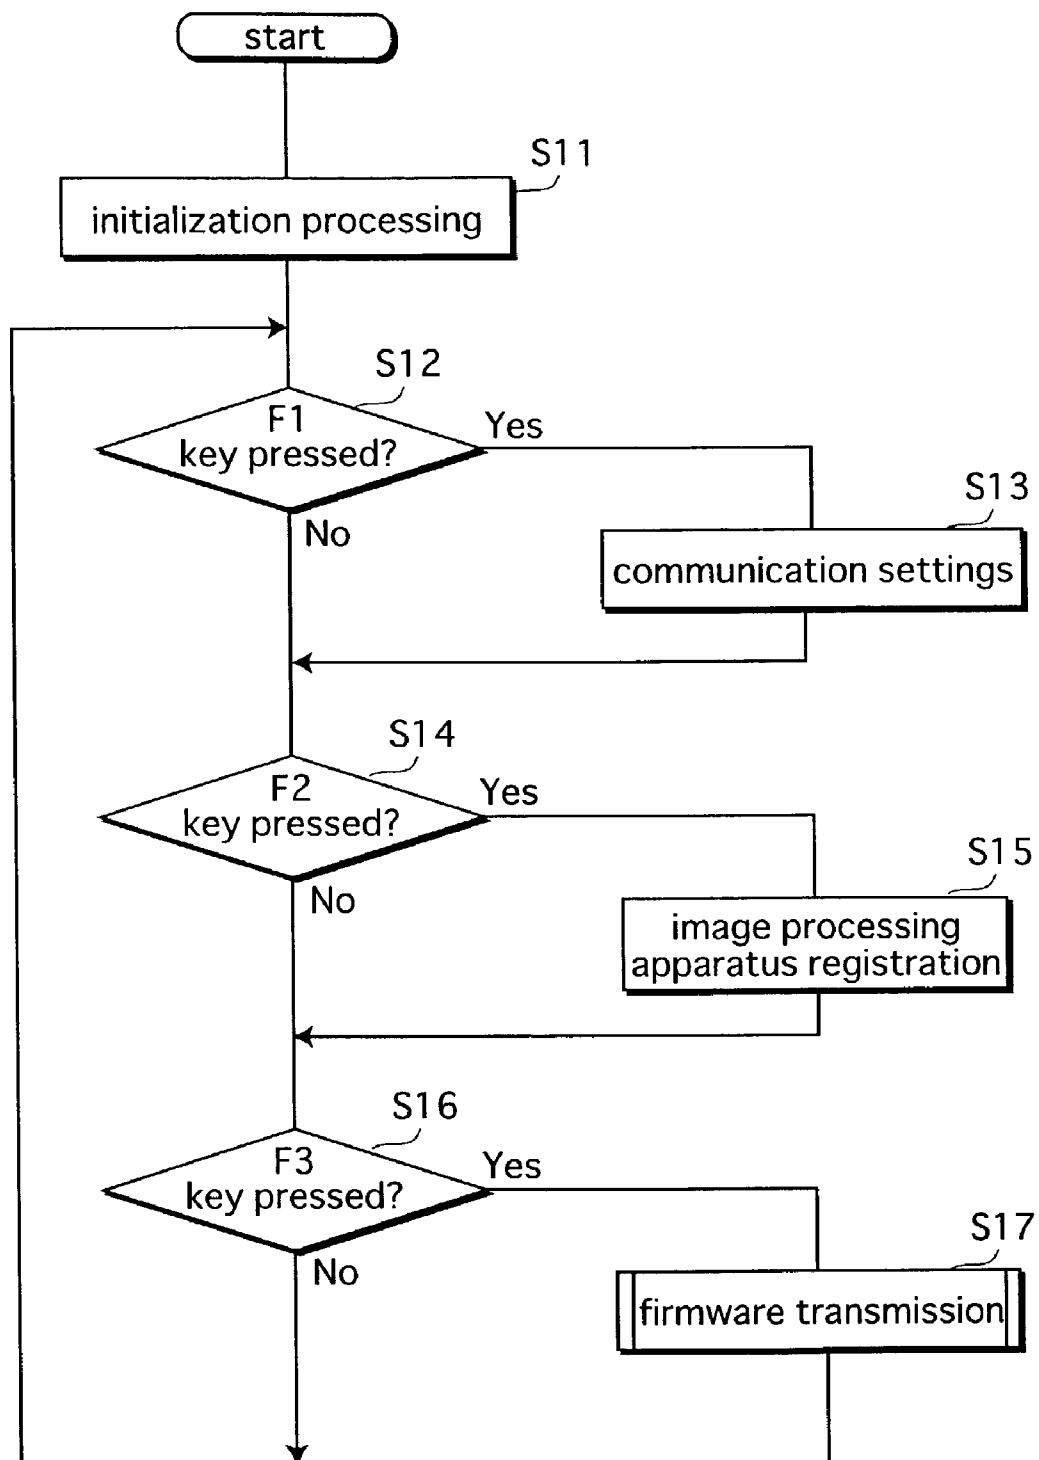 start
S11
initialization processing
S12
F1
key pressed?
Yes
No
S13
communication settings
S14
F2
key pressed?
Yes
No
S15
image processing
apparatus registration
S16
F3
key pressed?
Yes
No
S17
firmware transmission